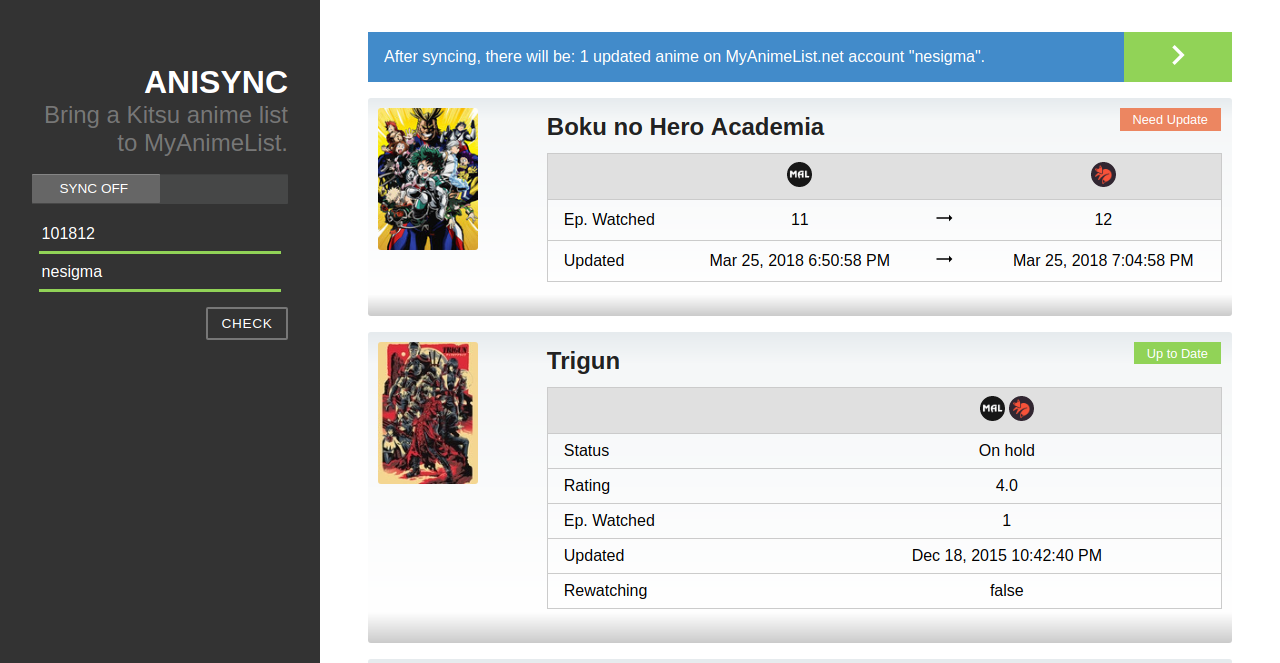 ANISYNC
Bring a Kitsu anime list
to MyAnimeList.
SYNC OFF
101812
nesigma
CHECK
After syncing, there will be: 1 updated anime on MyAnimeList.net account "nesigma".
Boku no Hero Academia
Need Update
MAL
Ep. Watched 11 → 12
Updated Mar 25, 2018 6:50:58 PM → Mar 25, 2018 7:04:58 PM
TRIGUN
Trigun
Up to Date
MAL
Status On hold
Rating 4.0
Ep. Watched 1
Updated Dec 18, 2015 10:42:40 PM
Rewatching false